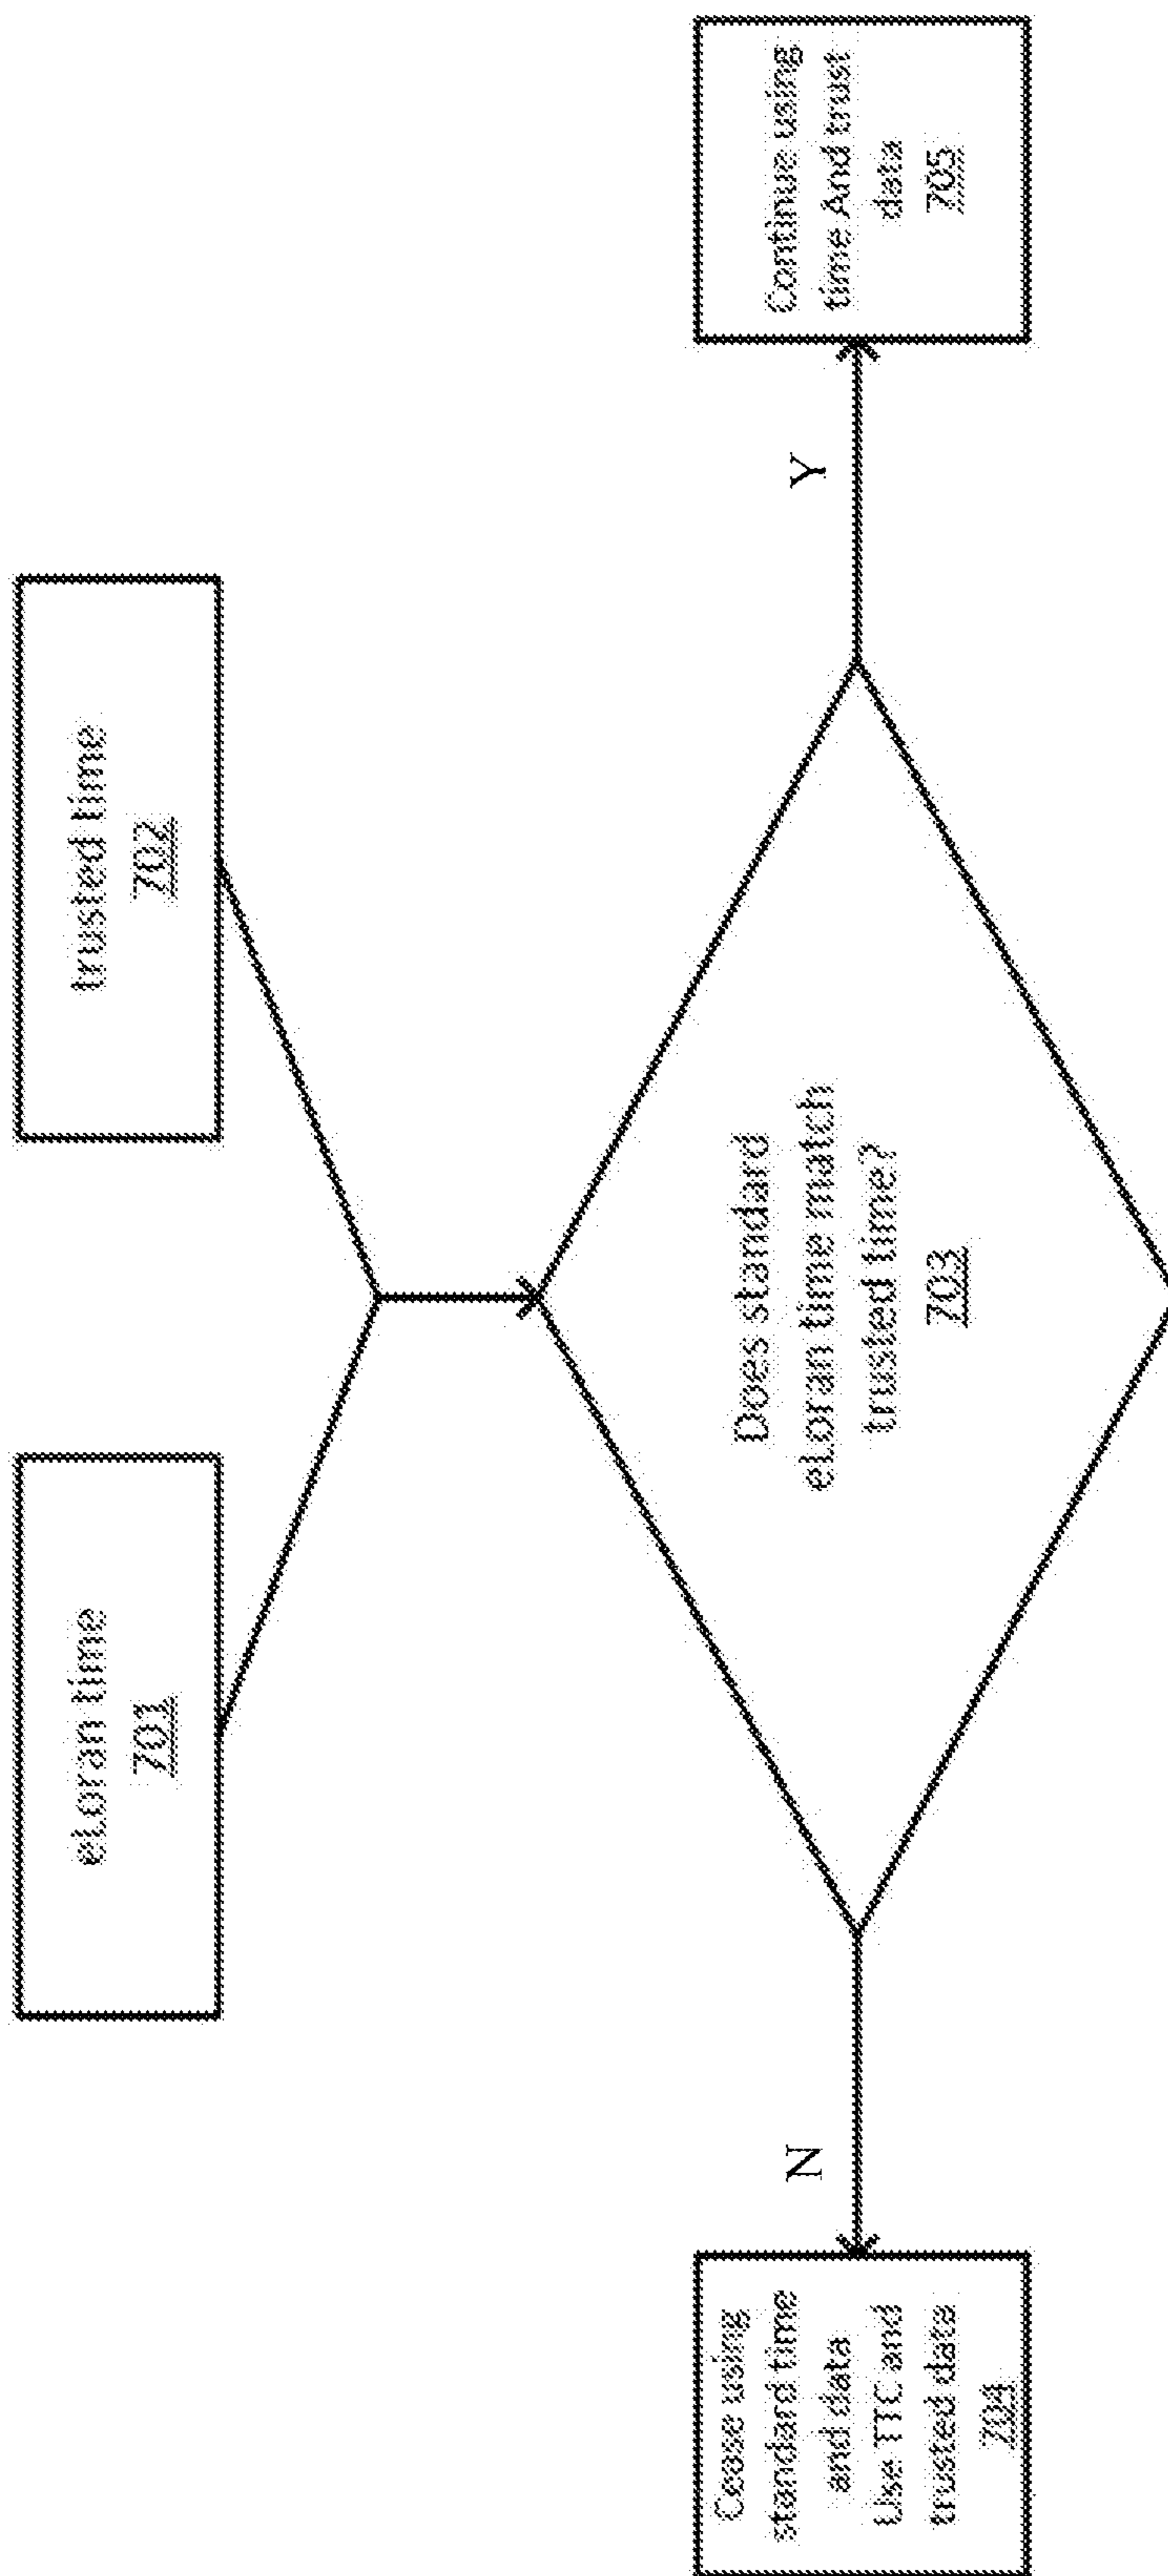 eLoran time
701
trusted time
702
Does standard
eLoran time match
trusted time?
703
N
Y
Cease using
standard time
and data
Use TTC and
trusted data
704
Continue using
time And trust
data
705